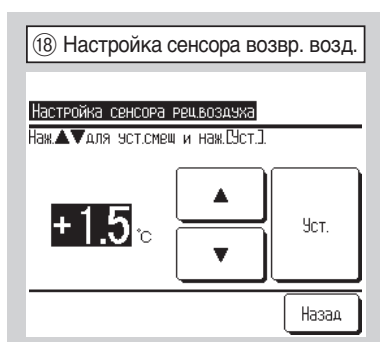 ⑱ Настройка сенсора возвр. возд.
Настройка сенсора рец.воздуха
Наж.▲▼для уст.смещ и наж.[Уст.].
+1.5 °C
▲
▼
Уст.
Назад